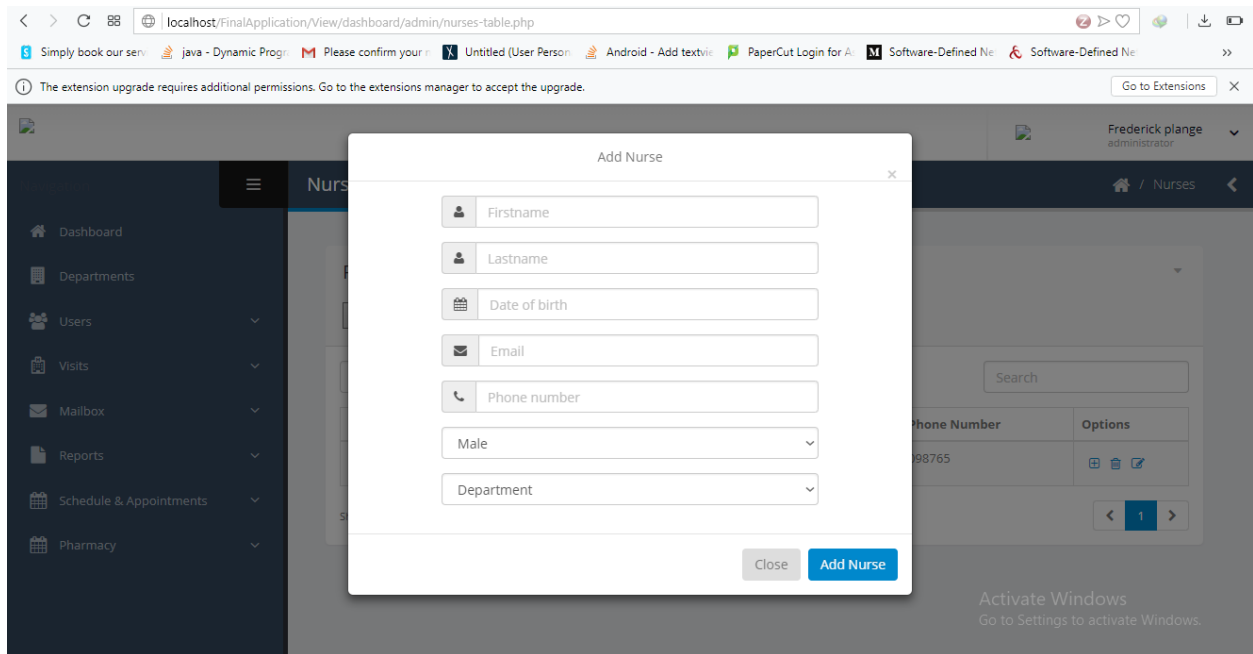 localhost/FinalApplication/View/dashboard/admin/nurses-table.php
Simply book our serv java - Dynamic Progr Please confirm your Untitled (User Person Android - Add textvie PaperCut Login for A Software-Defined Ne Software-Defined Ne >>
The extension upgrade requires additional permissions. Go to the extensions manager to accept the upgrade. Go to Extensions
Frederick plange
administrator
Add Nurse
×
Navigation
Nurs
/ Nurses
Firstname
Dashboard
Lastname
Departments
Date of birth
Users
Email
Visits
Search
Phone number
Mailbox
Phone Number Options
Male
Reports
098765
Department
Schedule & Appointments
1
Pharmacy
Close Add Nurse
Activate Windows
Go to Settings to activate Windows.